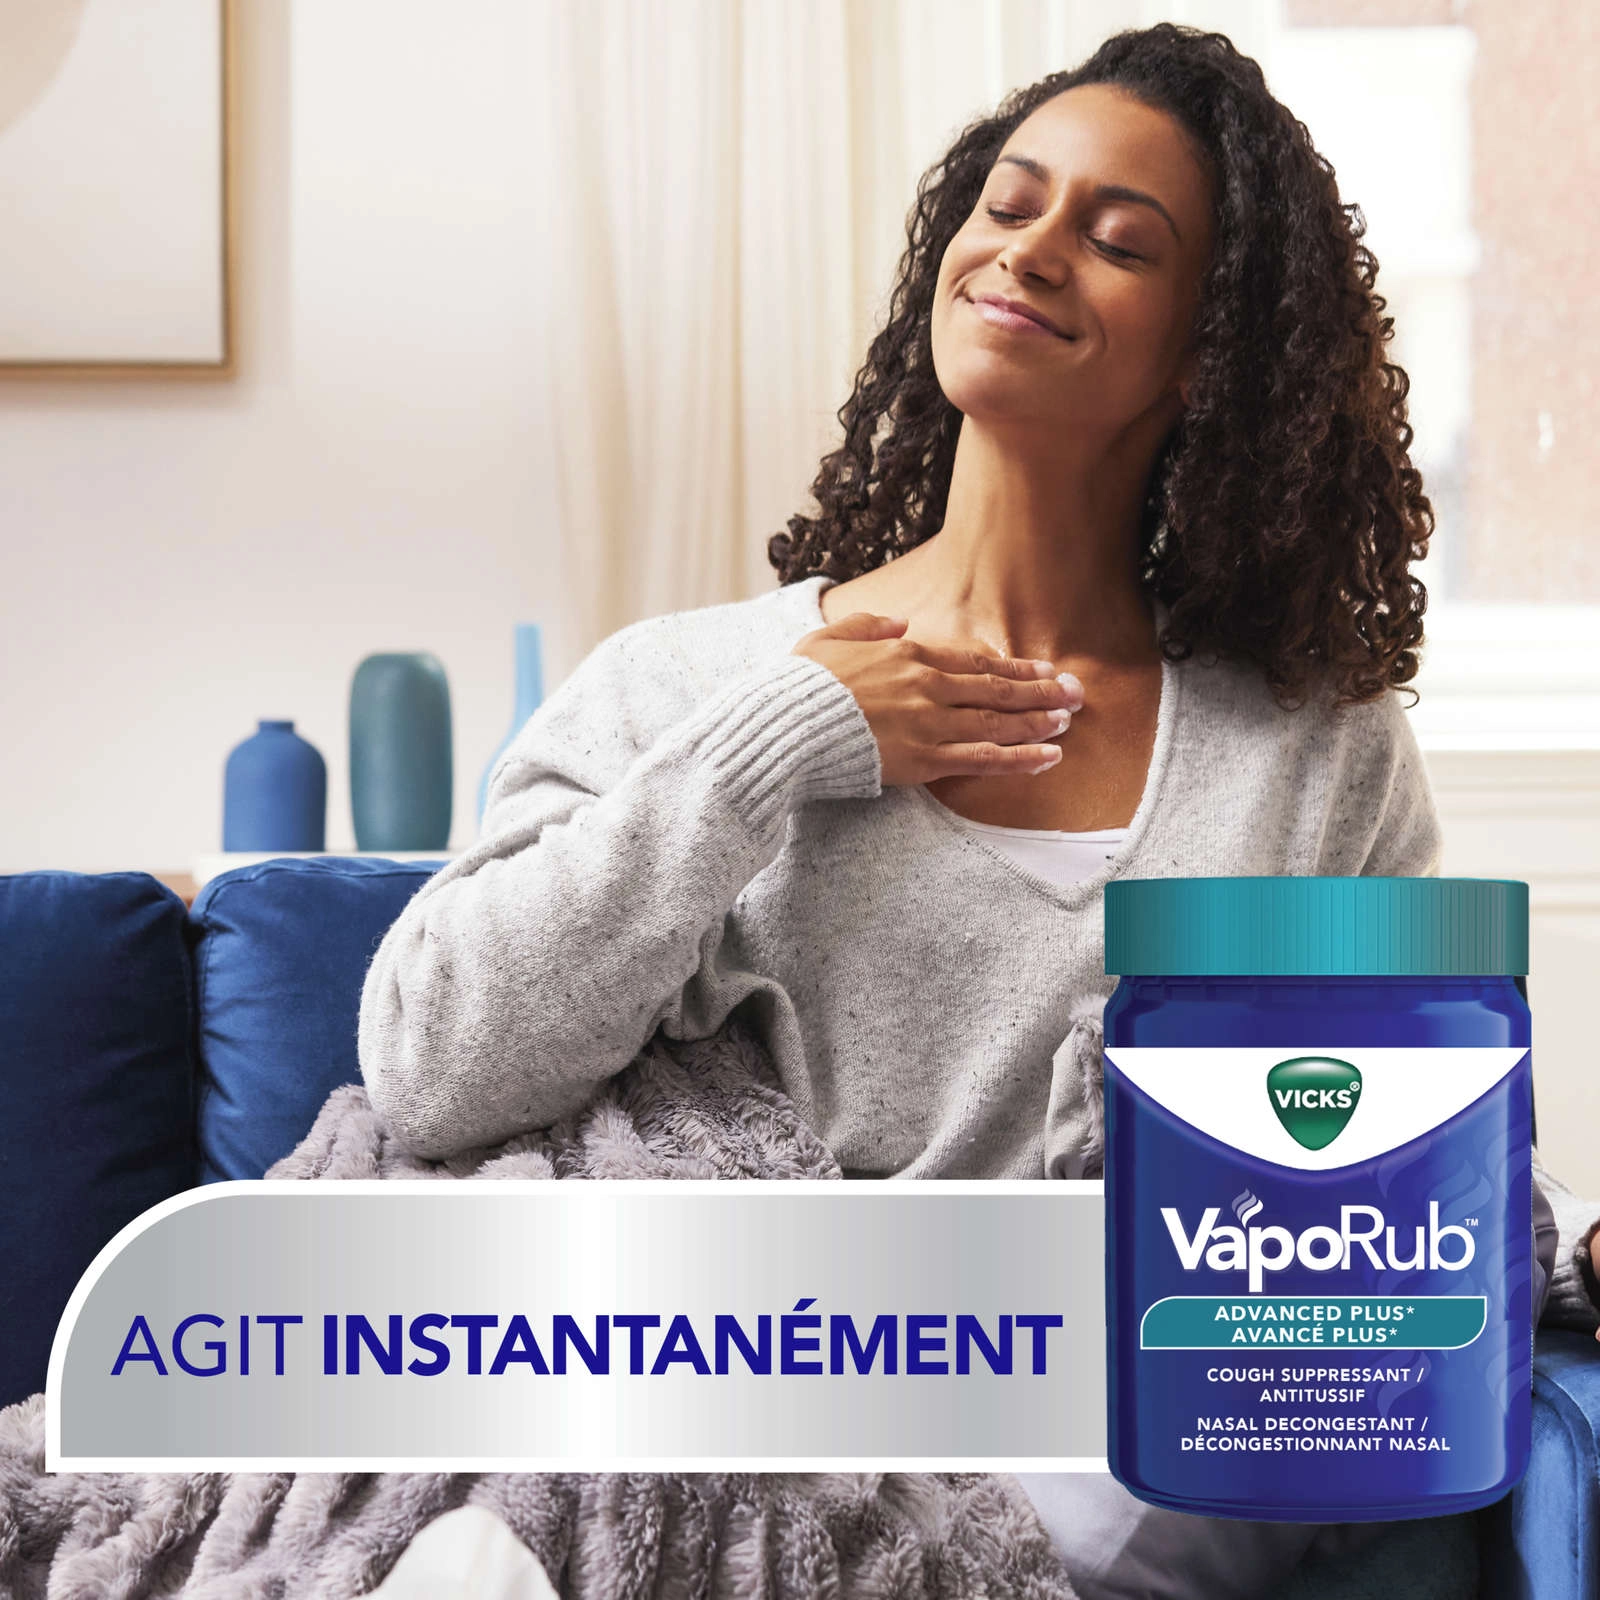 AGIT INSTANTANÉMENT
VICKS®
VapoRub™
ADVANCED PLUS*
AVANCÉ PLUS*
COUGH SUPPRESSANT /
ANTITUSSIF
NASAL DECONGESTANT /
DÉCONGESTIONNANT NASAL